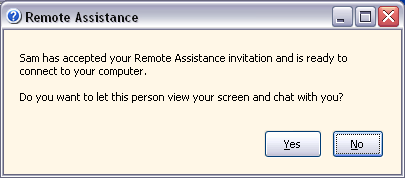 Remote Assistance
Sam has accepted your Remote Assistance invitation and is ready to
connect to your computer.
Do you want to let this person view your screen and chat with you?
Yes No